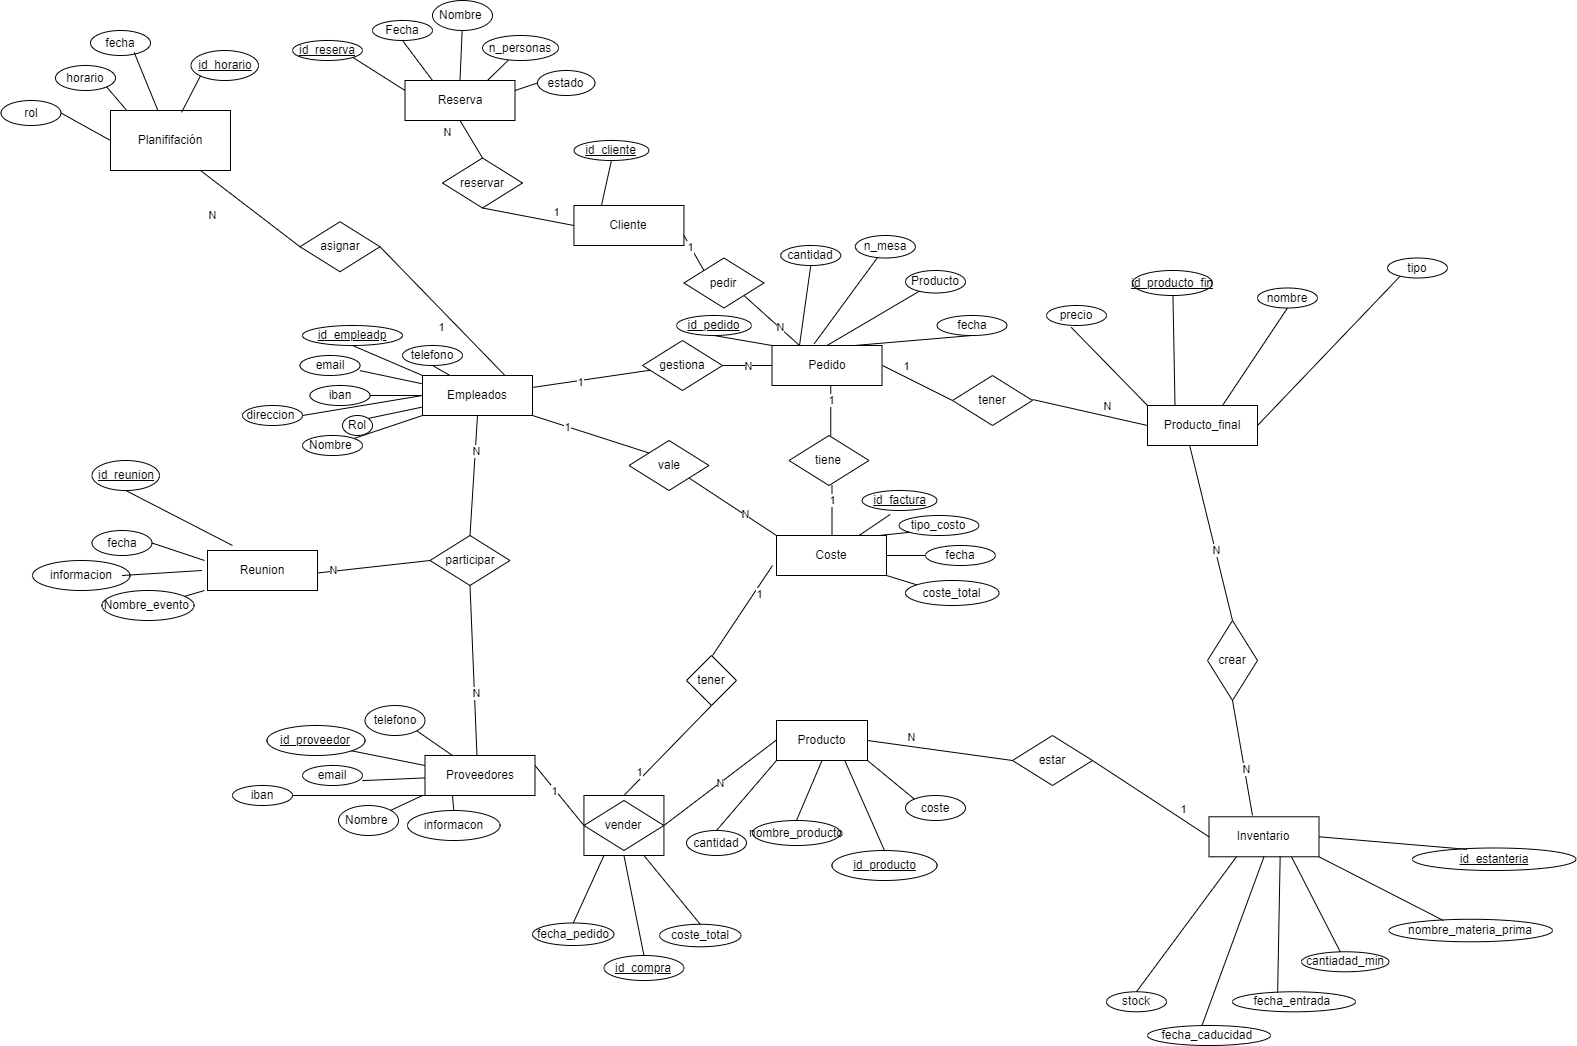 Nombre
Fecha
id_reserva
n_personas
estado
Reserva
N
fecha
id_horario
horario
rol
Planififación
N
reservar
1
id_cliente
Cliente
1
asignar
1
pedir
N
cantidad
n_mesa
Producto
id_pedido
fecha
Pedido
tipo
id_producto_fin
nombre
precio
Producto_final
id_empleadp
telefono
email
iban
direccion
Rol
Nombre
Empleados
1
gestiona
N
1
tener
N
1
vale
N
1
tiene
1
id_factura
tipo_costo
fecha
coste_total
Coste
1
N
id_reunion
fecha
informacion
Nombre_evento
Reunion
N
participar
N
N
crear
N
tener
1
telefono
id_proveedor
email
iban
Nombre
informacon
Proveedores
1
vender
N
fecha_pedido
id_compra
coste_total
Producto
cantidad
nombre_producto
id_producto
coste
N
estar
1
Inventario
id_estanteria
nombre_materia_prima
cantiadad_min
fecha_entrada
stock
fecha_caducidad